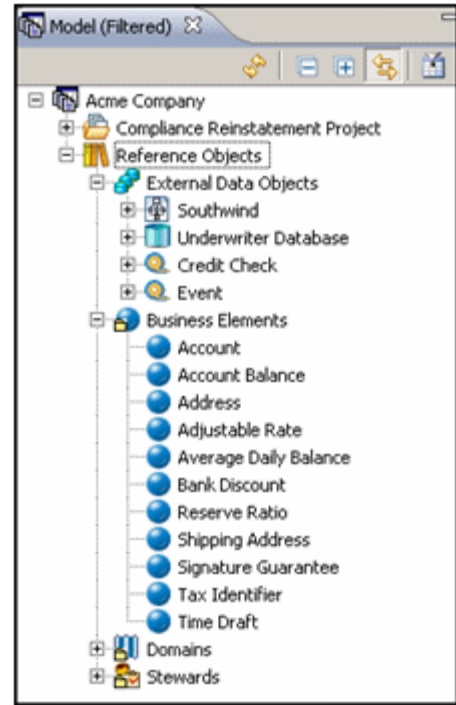 Model (Filtered)
Acme Company
Compliance Reinstatement Project
Reference Objects
External Data Objects
Southwind
Underwriter Database
Credit Check
Event
Business Elements
Account
Account Balance
Address
Adjustable Rate
Average Daily Balance
Bank Discount
Reserve Ratio
Shipping Address
Signature Guarantee
Tax Identifier
Time Draft
Domains
Stewards